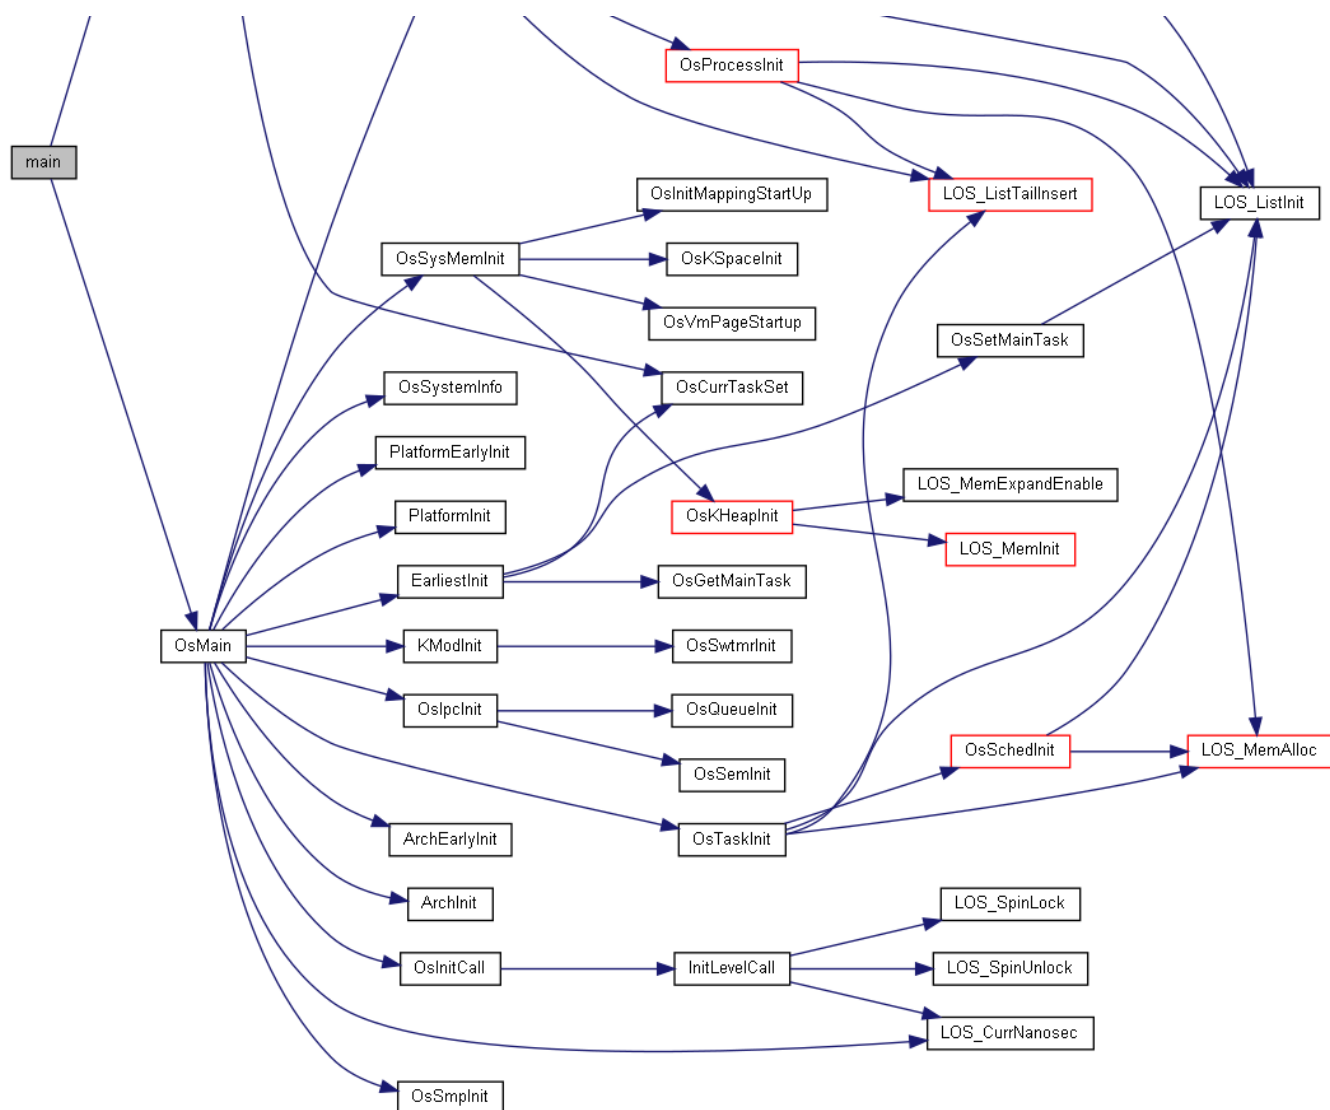 OsProcessInit
main
OsInitMappingStartUp
LOS_ListTailInsert
LOS_ListInit
OsSysMemInit
OsKSpaceInit
OsVmPageStartup
OsSetMainTask
OsSystemInfo
OsCurrTaskSet
PlatformEarlyInit
LOS_MemExpandEnable
PlatformInit
OsKHeapInit
LOS_MemInit
EarliestInit
OsGetMainTask
OsMain
KModInit
OsSwtmrInit
OsIpcInit
OsQueueInit
OsSemInit
OsSchedInit
LOS_MemAlloc
ArchEarlyInit
OsTaskInit
ArchInit
LOS_SpinLock
OsInitCall
InitLevelCall
LOS_SpinUnlock
LOS_CurrNanosec
OsSmpInit